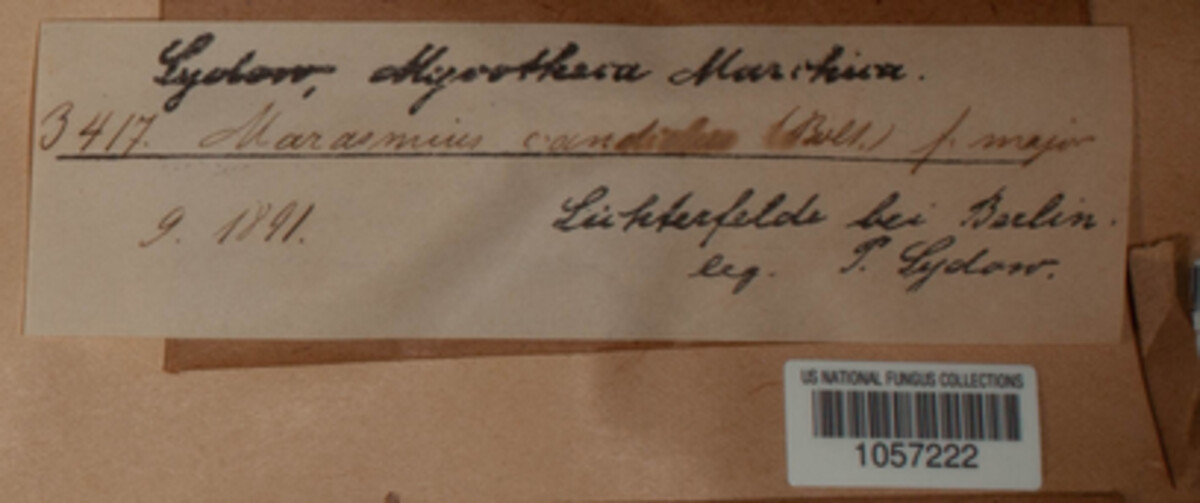 Sydow, Mycotheca Marchica.
3417. Marasmius candidus (Bolt.) f. major
9. 1891. Lichterfelde bei Berlin.
leg. P. Sydow.
US NATIONAL FUNGUS COLLECTIONS
1057222